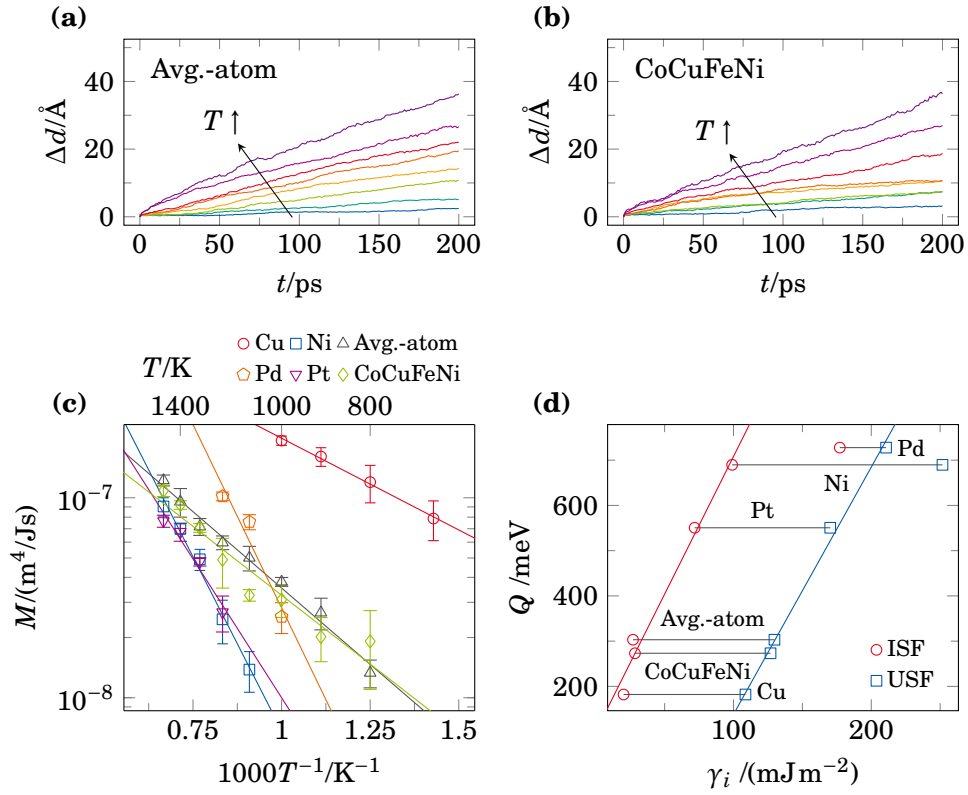 (a)
Avg.-atom
T ↑
Δd/Å
0
20
40
0 50 100 150 200
t/ps
(b)
CoCuFeNi
T ↑
Δd/Å
0
20
40
0 50 100 150 200
t/ps
Cu Ni Avg.-atom
Pd Pt CoCuFeNi
(c)
T/K
1400 1000 800
M/(m⁴/Js)
10⁻⁷
10⁻⁸
0.75 1 1.25 1.5
1000T⁻¹/K⁻¹
(d)
Q /meV
200
400
600
Pd
Ni
Pt
Avg.-atom
CoCuFeNi
Cu
ISF
USF
100 200
γᵢ /(mJm⁻²)